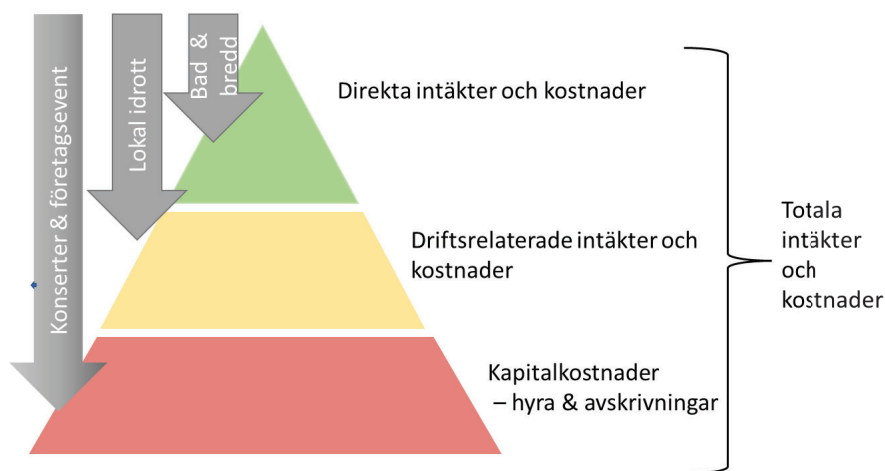 Konserter & företagsevent
Lokal idrott
Bad &
bredd
Direkta intäkter och kostnader
Driftsrelaterade intäkter och
kostnader
Kapitalkostnader
– hyra & avskrivningar
Totala
intäkter
och
kostnader